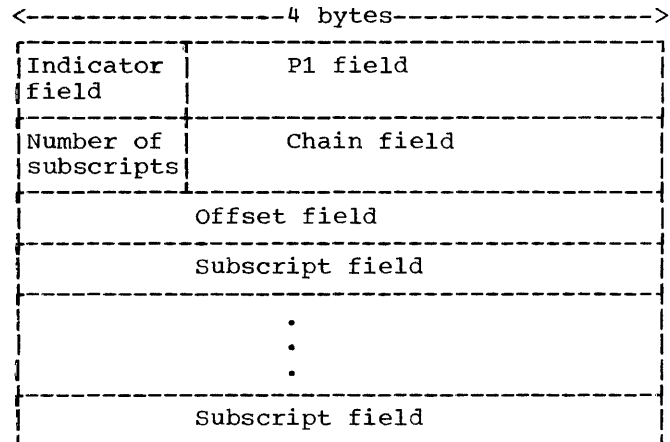 <-----------------4 bytes----------------->
Indicator field P1 field
Number of subscripts Chain field
Offset field
Subscript field
.
.
.
Subscript field